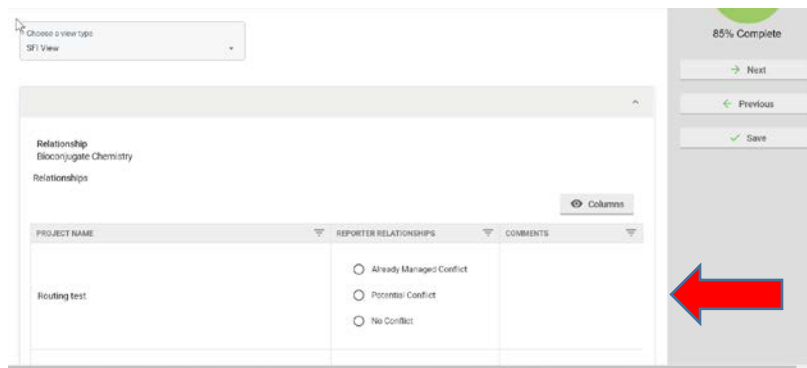 Choose a view type
SFI View
85% Complete
Next
Previous
Save
Relationship
Bioconjugate Chemistry
Relationships
Columns
PROJECT NAME
REPORTER RELATIONSHIPS
COMMENTS
Routing test
Already Managed Conflict
Potential Conflict
No Conflict